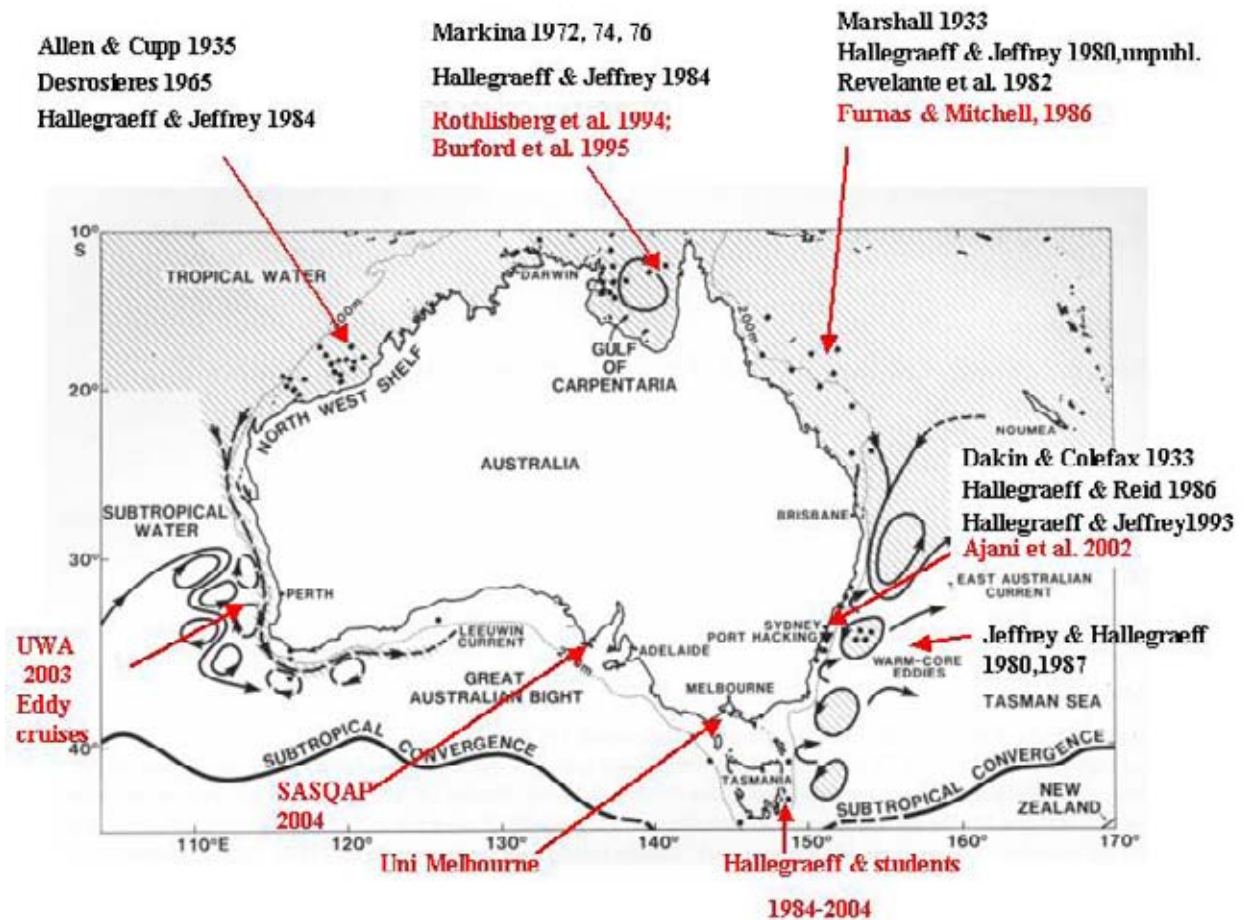 Allen & Cupp 1935
Desrosieres 1965
Hallegraeff & Jeffrey 1984
Markina 1972, 74, 76
Hallegraeff & Jeffrey 1984
Rothlisberg et al. 1994;
Burford et al. 1995
Marshall 1933
Hallegraeff & Jeffrey 1980,unpubl.
Revelante et al. 1982
Furnas & Mitchell, 1986
10°
S
TROPICAL WATER
200m
DARWIN
GULF
OF
CARPENTARIA
200m
20°
NORTH WEST SHELF
NOUMEA
AUSTRALIA
Dakin & Colefax 1933
Hallegraeff & Reid 1986
Hallegraeff & Jeffrey1993
Ajani et al. 2002
SUBTROPICAL
WATER
BRISBANE
30°
PERTH
EAST AUSTRALIAN
CURRENT
SYDNEY
PORT HACKING
LEEUWIN
CURRENT
ADELAIDE
Jeffrey & Hallegraeff
1980,1987
WARM-CORE
EDDIES
UWA
2003
Eddy
cruises
GREAT
AUSTRALIAN BIGHT
MELBOURNE
TASMAN SEA
40°
SUBTROPICAL CONVERGENCE
TASMANIA
SUBTROPICAL CONVERGENCE
NEW
ZEALAND
SASQAP
2004
110°E
120°
130°
140°
150°
160°
170°
Uni Melbourne
Hallegraeff & students
1984-2004